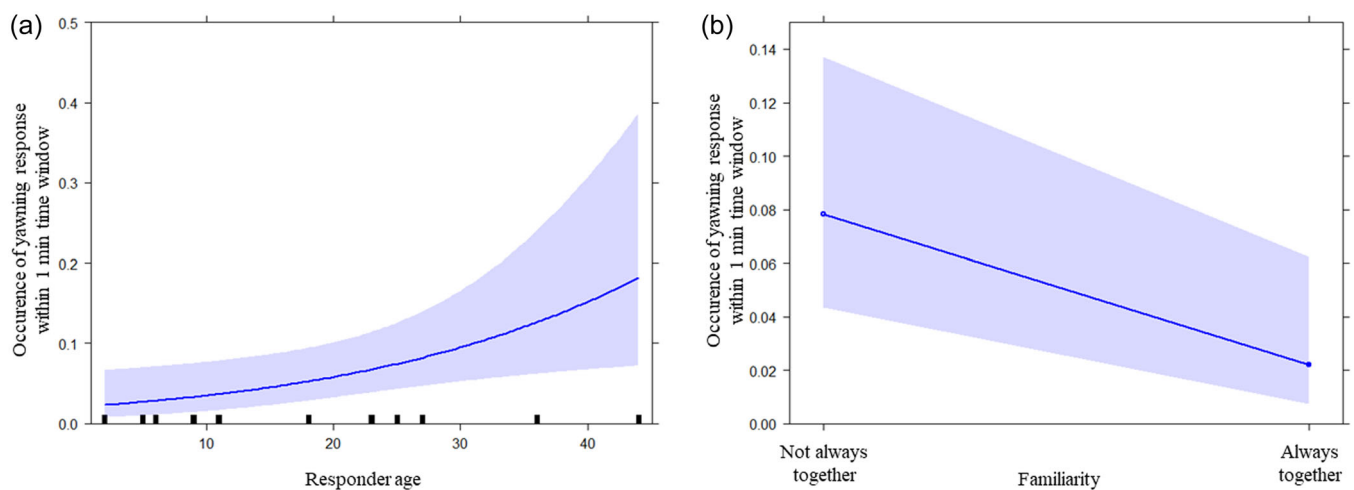 (a)
Occurence of yawning response
within 1 min time window
0.5
0.4
0.3
0.2
0.1
0.0
10
20
30
40
Responder age
(b)
Occurence of yawning response
within 1 min time window
0.14
0.12
0.10
0.08
0.06
0.04
0.02
0.00
Not always
together
Familiarity
Always
together